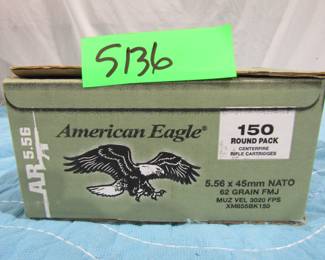 5136
American Eagle®
AR 5.56
150
ROUND PACK
CENTERFIRE
RIFLE CARTRIDGES
5.56 x 45mm NATO
62 GRAIN FMJ
MUZ VEL 3020 FPS
XM855BK150